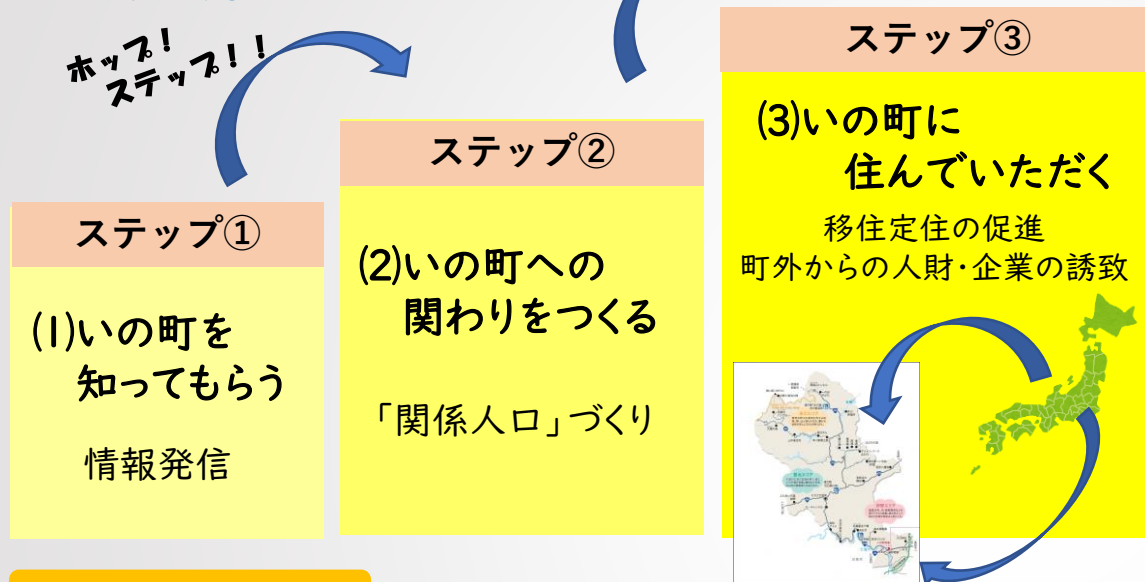 ホップ！
ステップ！！
ステップ①
(1)いの町を
知ってもらう
情報発信
ステップ②
(2)いの町への
関わりをつくる
「関係人口」づくり
ステップ③
(3)いの町に
住んでいただく
移住定住の促進
町外からの人財・企業の誘致